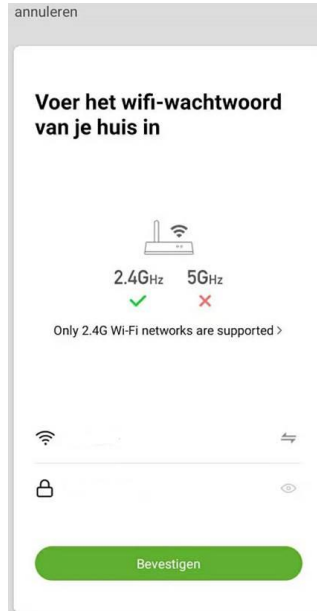 annuleren
Voer het wifi-wachtwoord
van je huis in
2.4GHz 5GHz
Only 2.4G Wi-Fi networks are supported >
Bevestigen